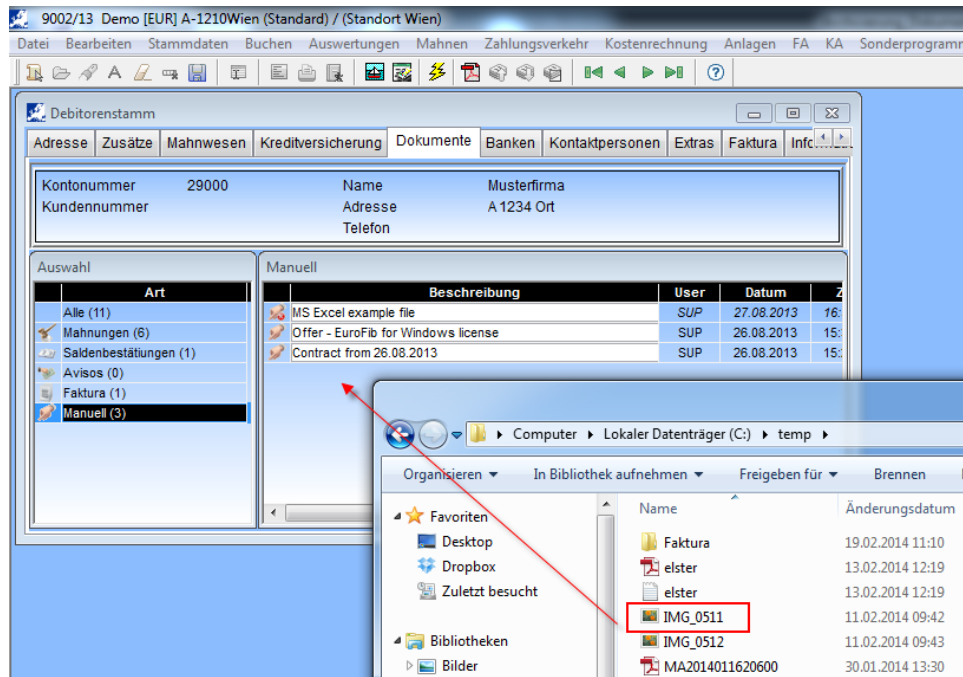 9002/13 Demo [EUR] A-1210Wien (Standard) / (Standort Wien)
Datei Bearbeiten Stammdaten Buchen Auswertungen Mahnen Zahlungsverkehr Kostenrechnung Anlagen FA KA Sonderprogramm
Debitorenstamm
Adresse Zusätze Mahnwesen Kreditversicherung Dokumente Banken Kontaktpersonen Extras Faktura
Kontonummer 29000 Name Musterfirma
Kundennummer Adresse A 1234 Ort
Telefon
Auswahl Manuell
Art Beschreibung User Datum Z
Alle (11) MS Excel example file SUP 27.08.2013 16:
Mahnungen (6) Offer - EuroFib for Windows license SUP 26.08.2013 15:
Saldenbestätiungen (1) Contract from 26.08.2013 SUP 26.08.2013 15:
Avisos (0)
Faktura (1)
Manuell (3)
Computer Lokaler Datenträger (C:) temp
Organisieren In Bibliothek aufnehmen Freigeben für Brennen
Name Änderungsdatum
Favoriten
Desktop Faktura 19.02.2014 11:10
Dropbox elster 13.02.2014 12:19
Zuletzt besucht elster 13.02.2014 12:19
IMG_0511 11.02.2014 09:42
Bibliotheken IMG_0512 11.02.2014 09:43
Bilder MA2014011620600 30.01.2014 13:30